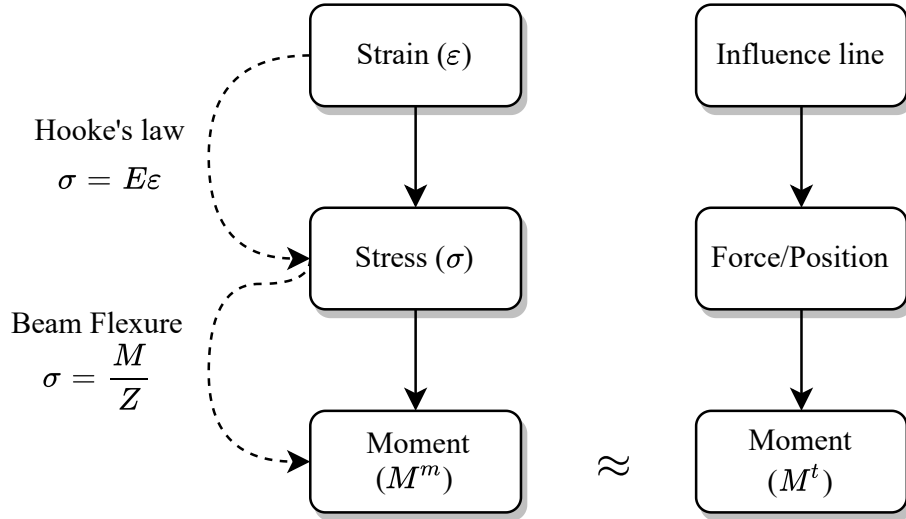 Strain (ε)
Influence line
Hooke's law
σ = Eε
Stress (σ)
Force/Position
Beam Flexure
σ = M/Z
Moment
(M^m)
≈
Moment
(M^t)